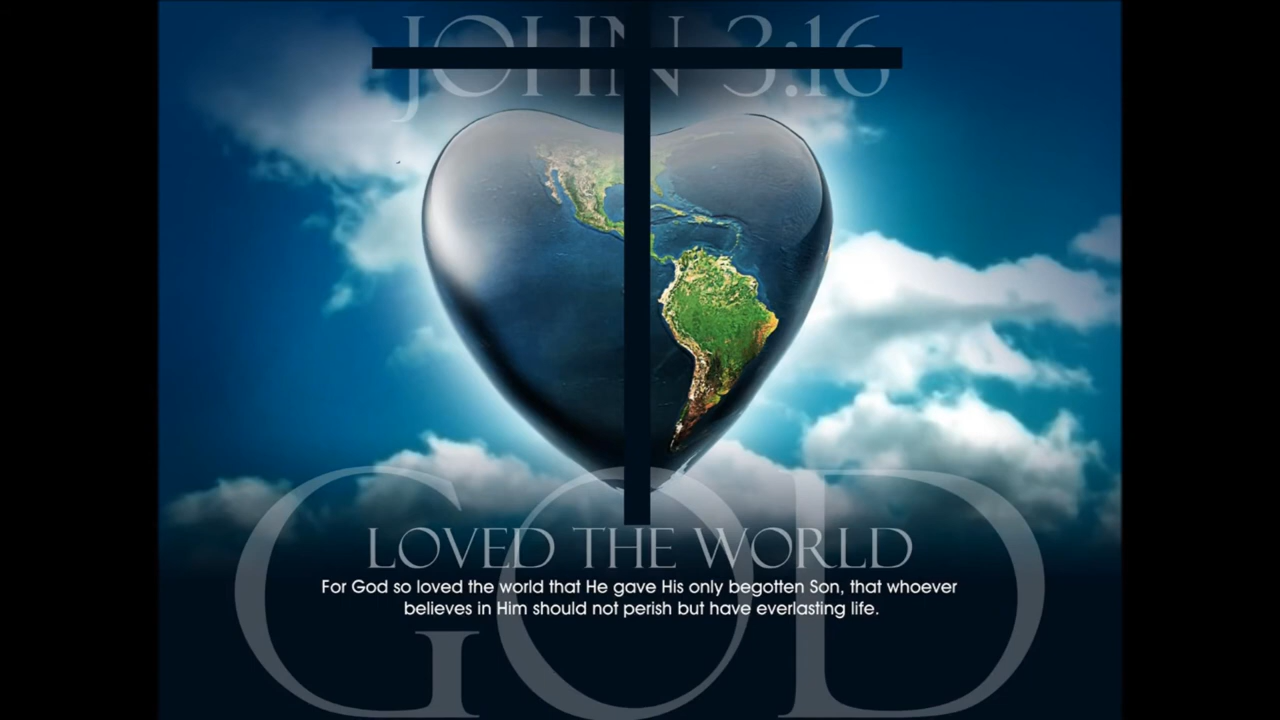 JOHN 3:16
GOD
LOVED THE WORLD
For God so loved the world that He gave His only begotten Son, that whoever
believes in Him should not perish but have everlasting life.